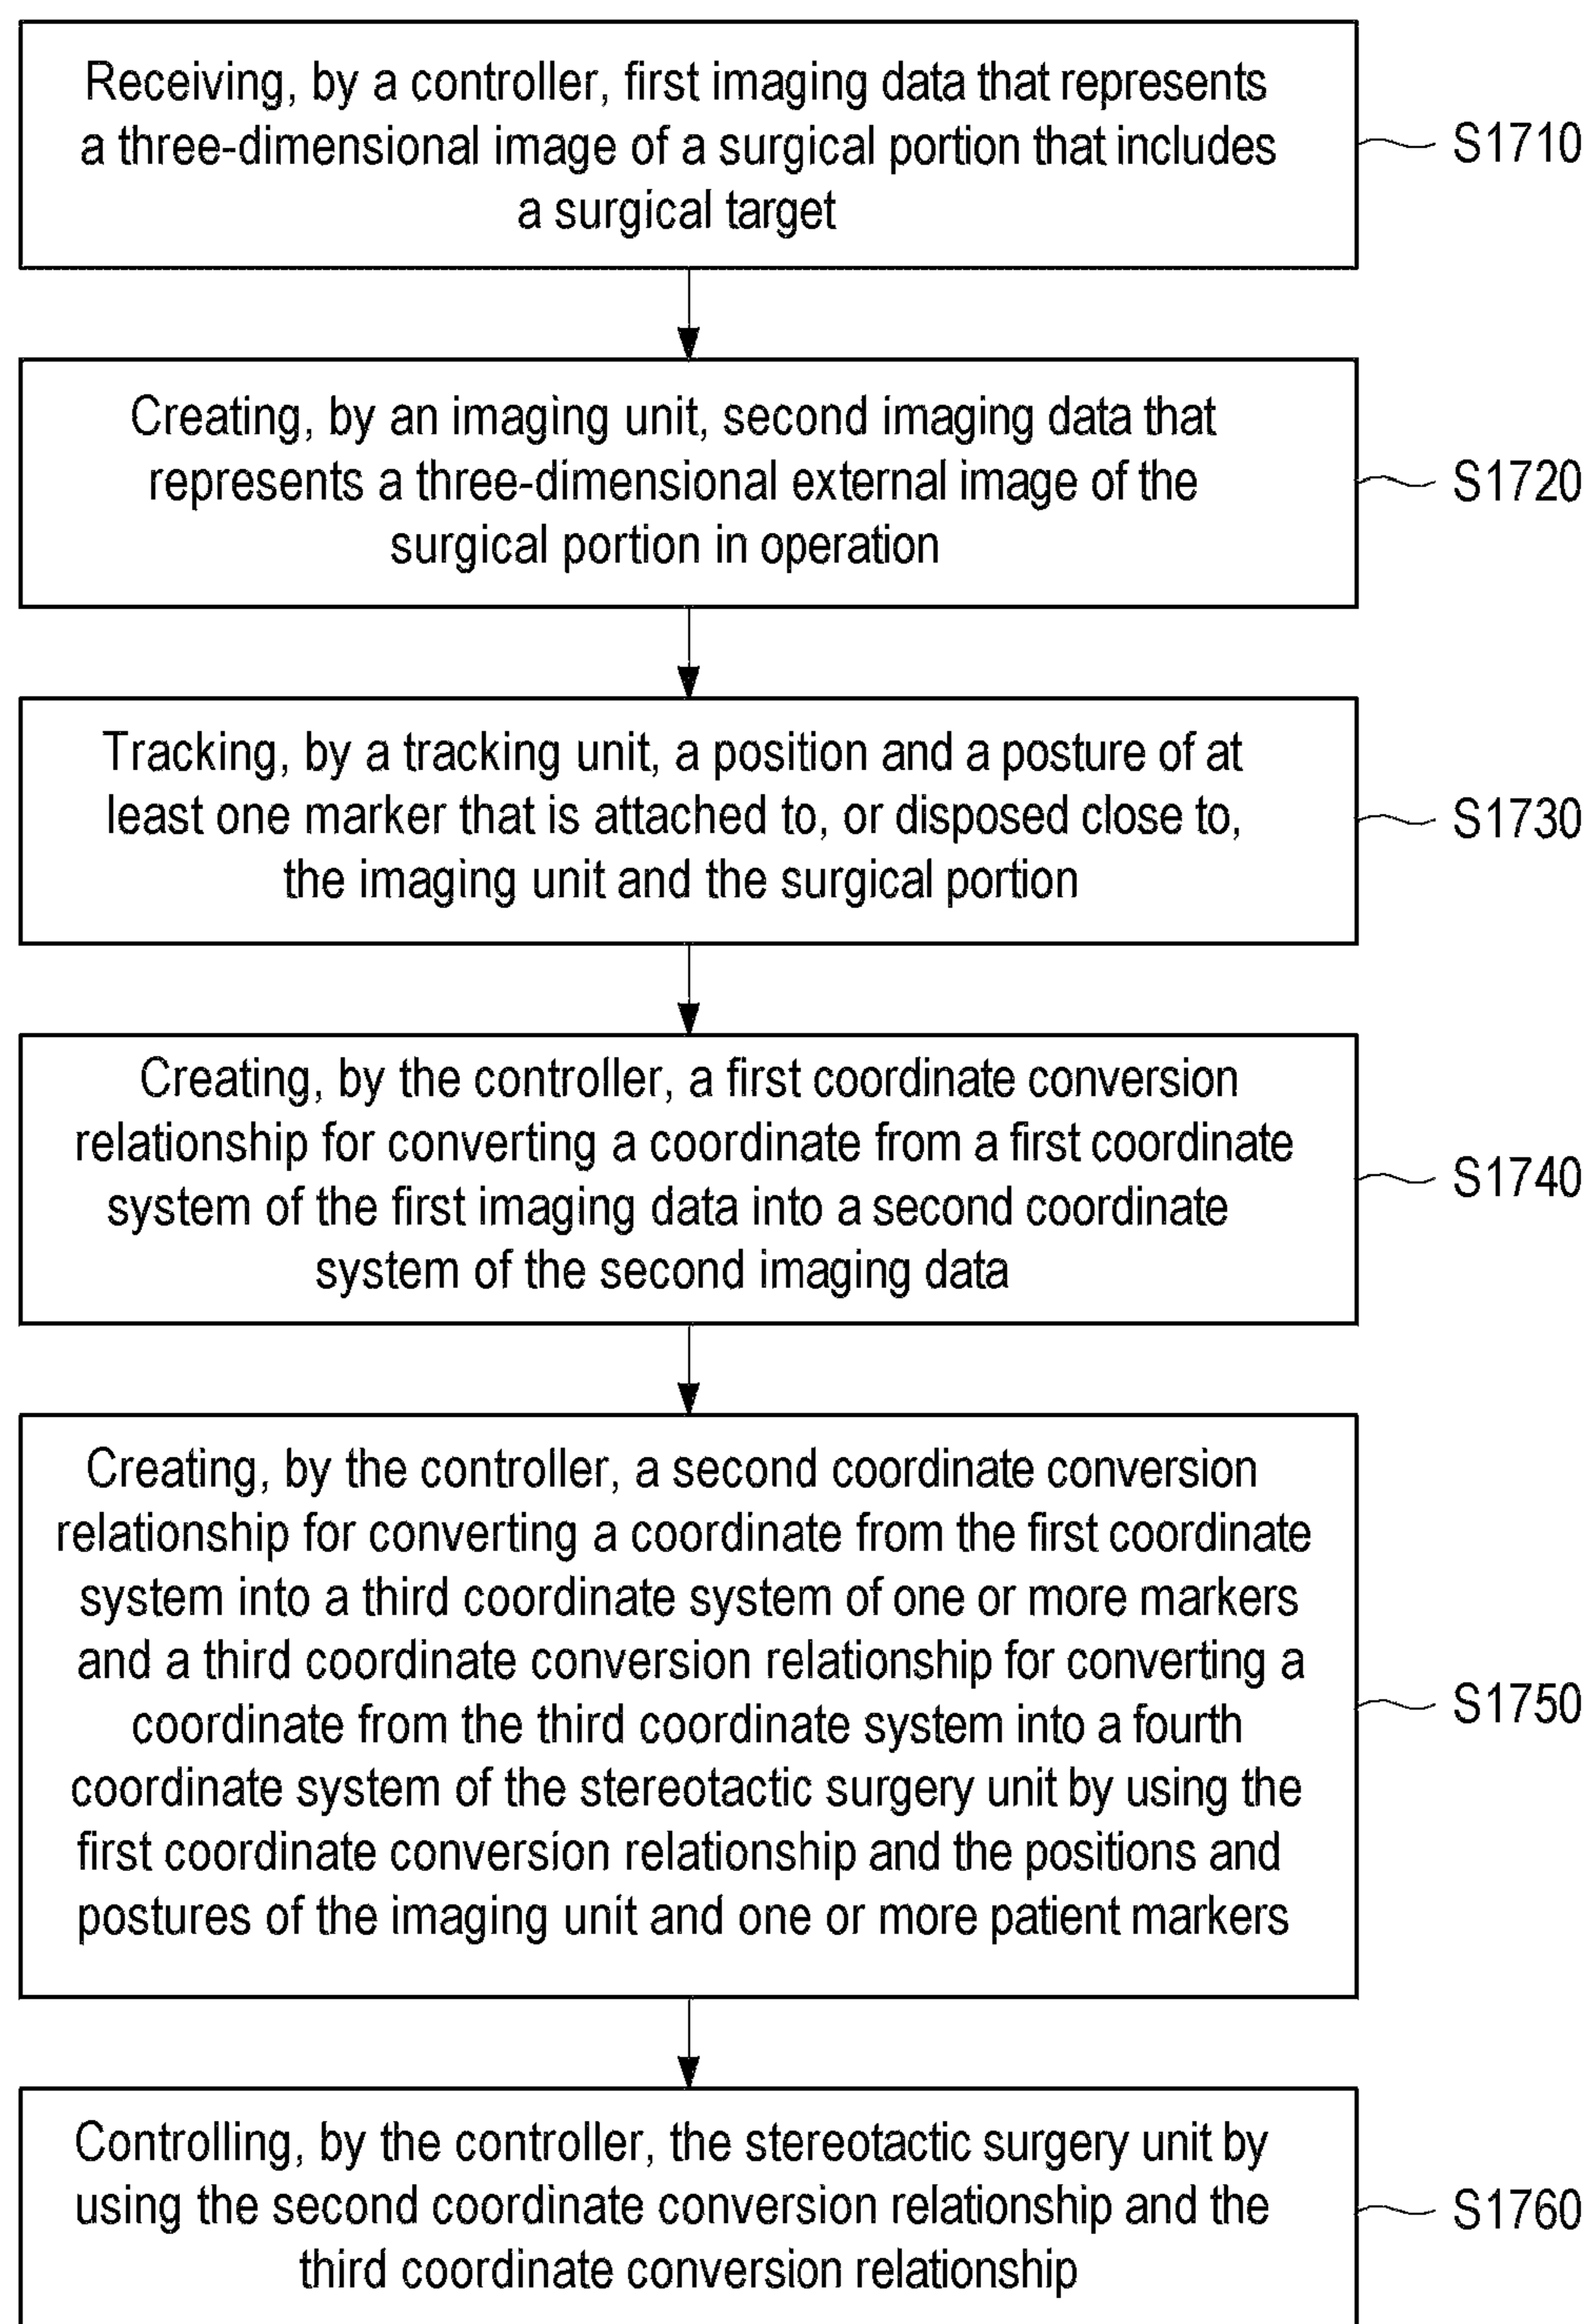 Receiving, by a controller, first imaging data that represents
a three-dimensional image of a surgical portion that includes
a surgical target
S1710
Creating, by an imaging unit, second imaging data that
represents a three-dimensional external image of the
surgical portion in operation
S1720
Tracking, by a tracking unit, a position and a posture of at
least one marker that is attached to, or disposed close to,
the imaging unit and the surgical portion
S1730
Creating, by the controller, a first coordinate conversion
relationship for converting a coordinate from a first coordinate
system of the first imaging data into a second coordinate
system of the second imaging data
S1740
Creating, by the controller, a second coordinate conversion
relationship for converting a coordinate from the first coordinate
system into a third coordinate system of one or more markers
and a third coordinate conversion relationship for converting a
coordinate from the third coordinate system into a fourth
coordinate system of the stereotactic surgery unit by using the
first coordinate conversion relationship and the positions and
postures of the imaging unit and one or more patient markers
S1750
Controlling, by the controller, the stereotactic surgery unit by
using the second coordinate conversion relationship and the
third coordinate conversion relationship
S1760